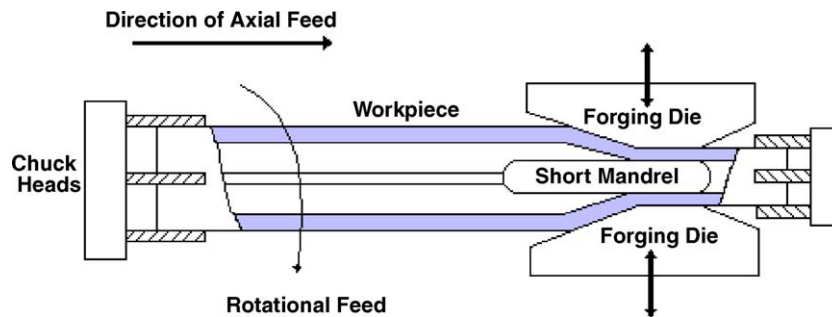 Direction of Axial Feed
Workpiece
Forging Die
Chuck
Heads
Short Mandrel
Forging Die
Rotational Feed